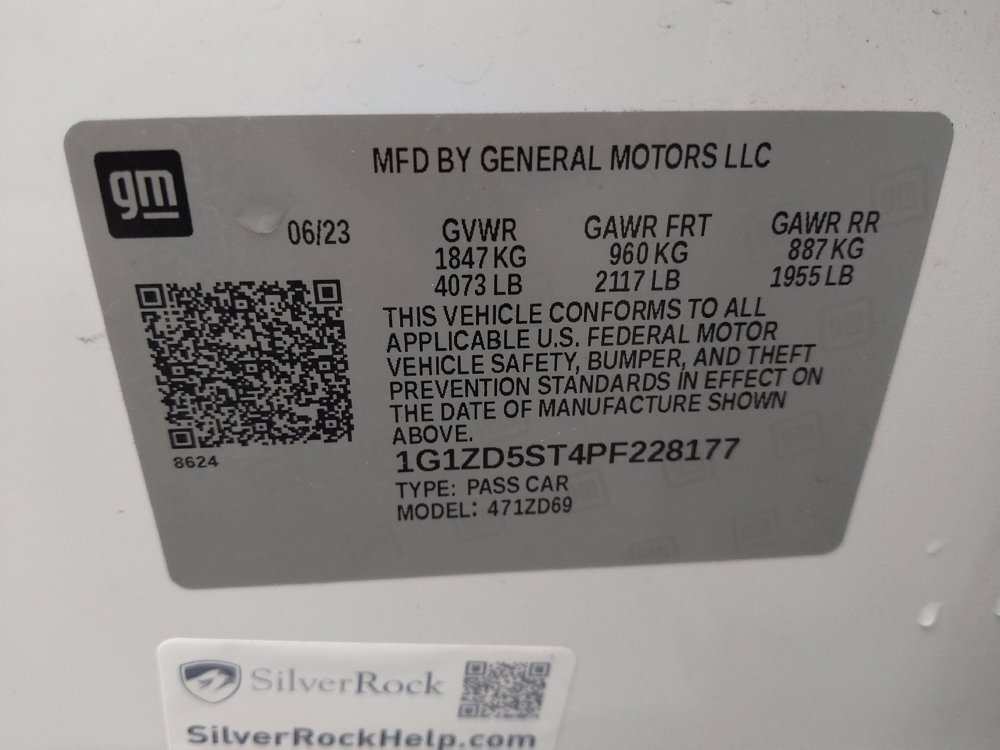 gm
MFD BY GENERAL MOTORS LLC
06/23
GVWR
1847 KG
4073 LB
GAWR FRT
960 KG
2117 LB
GAWR RR
887 KG
1955 LB
THIS VEHICLE CONFORMS TO ALL
APPLICABLE U.S. FEDERAL MOTOR
VEHICLE SAFETY, BUMPER, AND THEFT
PREVENTION STANDARDS IN EFFECT ON
THE DATE OF MANUFACTURE SHOWN
ABOVE.
8624
1G1ZD5ST4PF228177
TYPE: PASS CAR
MODEL: 471ZD69
SilverRock
SilverRockHelp.com